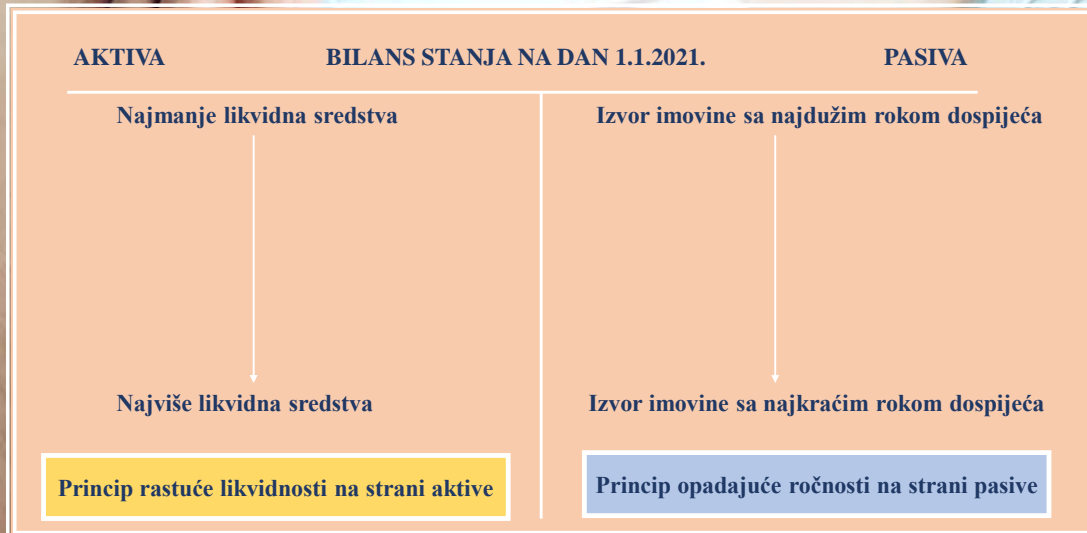 AKTIVA BILANS STANJA NA DAN 1.1.2021. PASIVA
Najmanje likvidna sredstva
Izvor imovine sa najdužim rokom dospijeća
Najviše likvidna sredstva
Izvor imovine sa najkraćim rokom dospijeća
Princip rastuće likvidnosti na strani aktive
Princip opadajuće ročnosti na strani pasive